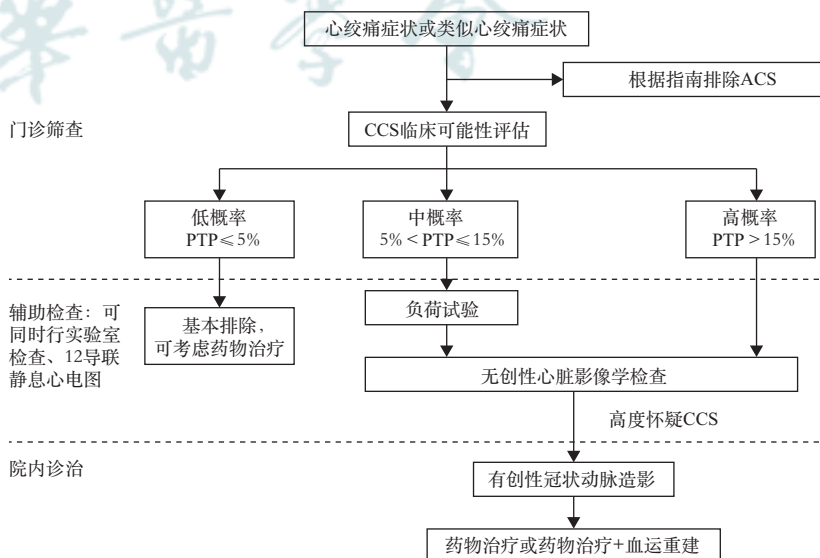 心绞痛症状或类似心绞痛症状
根据指南排除ACS
门诊筛查
CCS临床可能性评估
低概率
PTP≤5%
中概率
5%<PTP≤15%
高概率
PTP>15%
辅助检查：可
同时行实验室
检查、12导联
静息心电图
基本排除，
可考虑药物治疗
负荷试验
无创性心脏影像学检查
高度怀疑CCS
院内诊治
有创性冠状动脉造影
药物治疗或药物治疗+血运重建